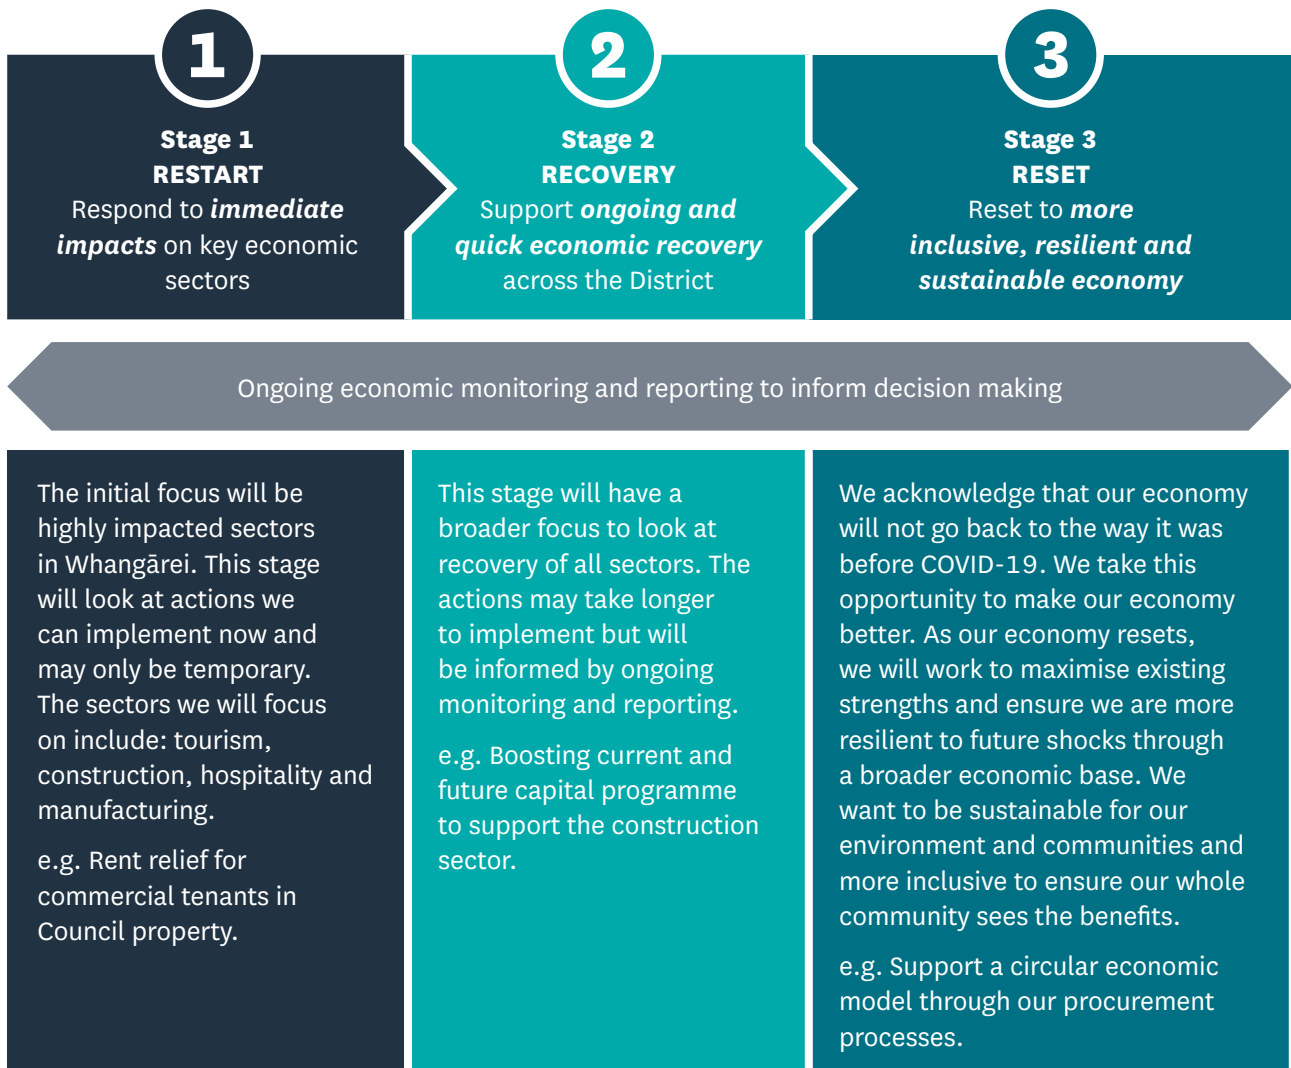 1
Stage 1
RESTART
Respond to immediate
impacts on key economic
sectors
2
Stage 2
RECOVERY
Support ongoing and
quick economic recovery
across the District
3
Stage 3
RESET
Reset to more
inclusive, resilient and
sustainable economy
Ongoing economic monitoring and reporting to inform decision making
The initial focus will be
highly impacted sectors
in Whangārei. This stage
will look at actions we
can implement now and
may only be temporary.
The sectors we will focus
on include: tourism,
construction, hospitality and
manufacturing.
e.g. Rent relief for
commercial tenants in
Council property.
This stage will have a
broader focus to look at
recovery of all sectors. The
actions may take longer
to implement but will
be informed by ongoing
monitoring and reporting.
e.g. Boosting current and
future capital programme
to support the construction
sector.
We acknowledge that our economy
will not go back to the way it was
before COVID-19. We take this
opportunity to make our economy
better. As our economy resets,
we will work to maximise existing
strengths and ensure we are more
resilient to future shocks through
a broader economic base. We
want to be sustainable for our
environment and communities and
more inclusive to ensure our whole
community sees the benefits.
e.g. Support a circular economic
model through our procurement
processes.